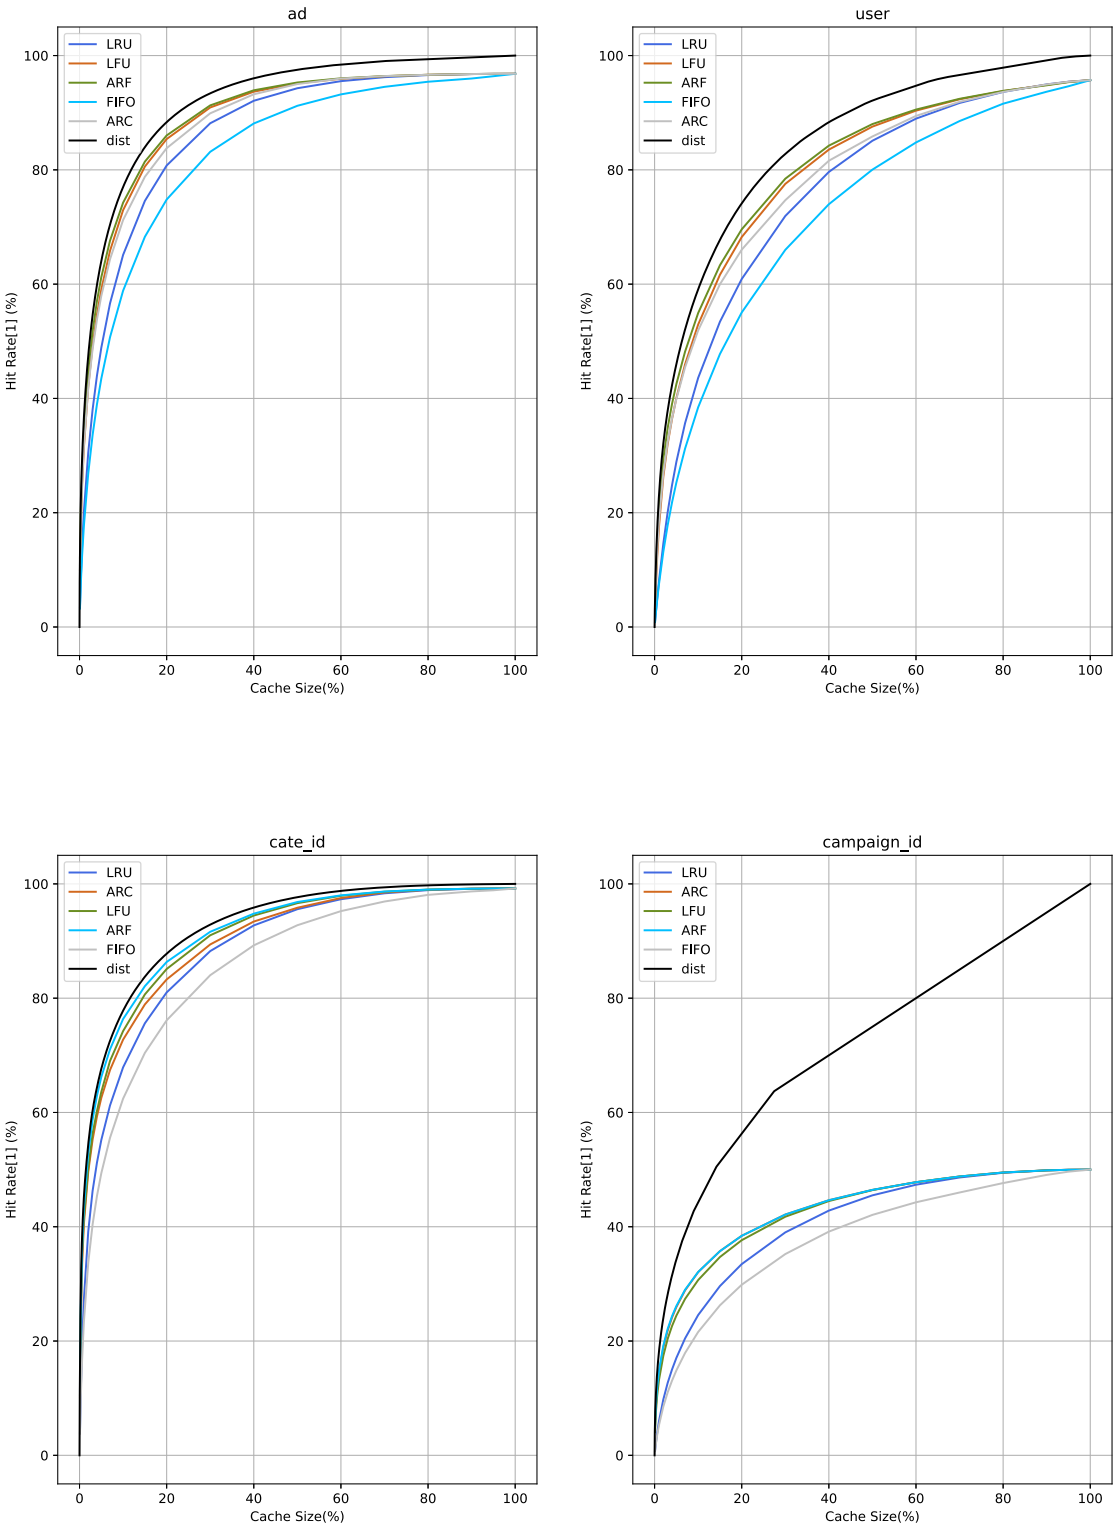 ad
LRU
LFU
ARF
FIFO
ARC
dist
100
80
60
40
20
0
Hit Rate[1] (%)
0 20 40 60 80 100
Cache Size(%)
user
LRU
LFU
ARF
FIFO
ARC
dist
100
80
60
40
20
0
Hit Rate[1] (%)
0 20 40 60 80 100
Cache Size(%)
cate_id
LRU
ARC
LFU
ARF
FIFO
dist
100
80
60
40
20
0
Hit Rate[1] (%)
0 20 40 60 80 100
Cache Size(%)
campaign_id
LRU
ARC
LFU
ARF
FIFO
dist
100
80
60
40
20
0
Hit Rate[1] (%)
0 20 40 60 80 100
Cache Size(%)